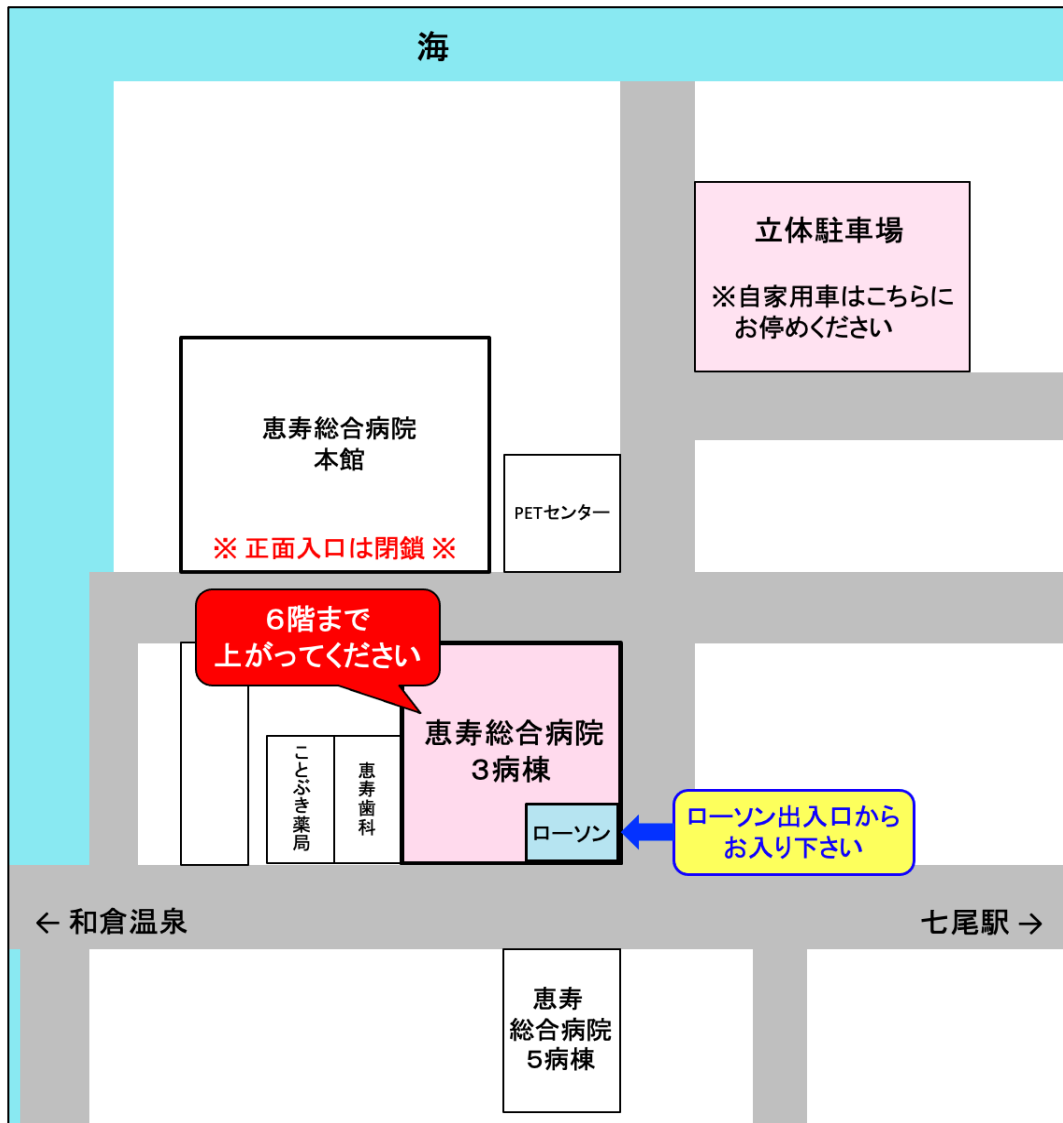 海
立体駐車場
※自家用車はこちらに
お停めください
恵寿総合病院
本館
※ 正面入口は閉鎖 ※
PETセンター
6階まで
上がってください
恵寿総合病院
3病棟
ことぶき薬局
恵寿歯科
ローソン
ローソン出入口から
お入り下さい
← 和倉温泉
七尾駅 →
恵寿
総合病院
5病棟